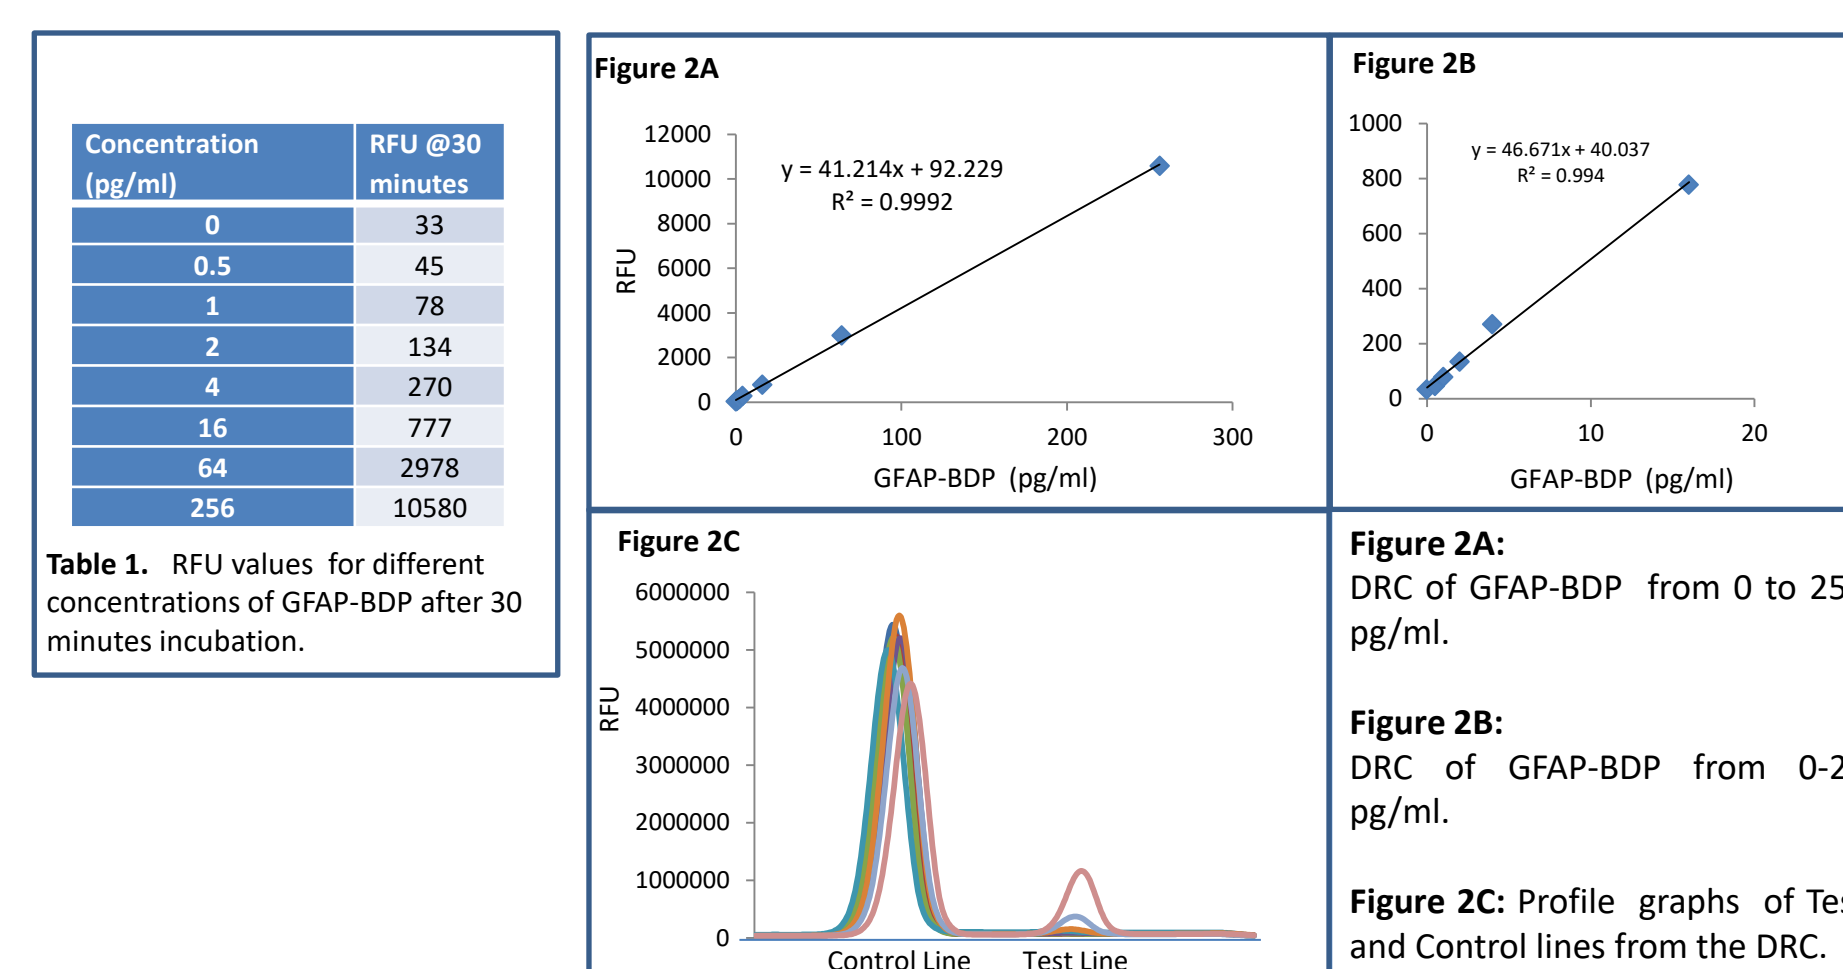 Concentration (pg/ml) RFU @30 minutes
0 33
0.5 45
1 78
2 134
4 270
16 777
64 2978
256 10580
Table 1. RFU values for different
concentrations of GFAP-BDP after 30
minutes incubation.
Figure 2A
12000
10000
8000
6000
4000
2000
0
RFU
y = 41.214x + 92.229
R² = 0.9992
0 100 200 300
GFAP-BDP (pg/ml)
Figure 2B
1000
800
600
400
200
0
y = 46.671x + 40.037
R² = 0.994
0 10 20
GFAP-BDP (pg/ml)
Figure 2C
6000000
5000000
4000000
3000000
2000000
1000000
0
RFU
Control Line Test Line
Figure 2A:
DRC of GFAP-BDP from 0 to 25
pg/ml.
Figure 2B:
DRC of GFAP-BDP from 0-2
pg/ml.
Figure 2C: Profile graphs of Tes
and Control lines from the DRC.